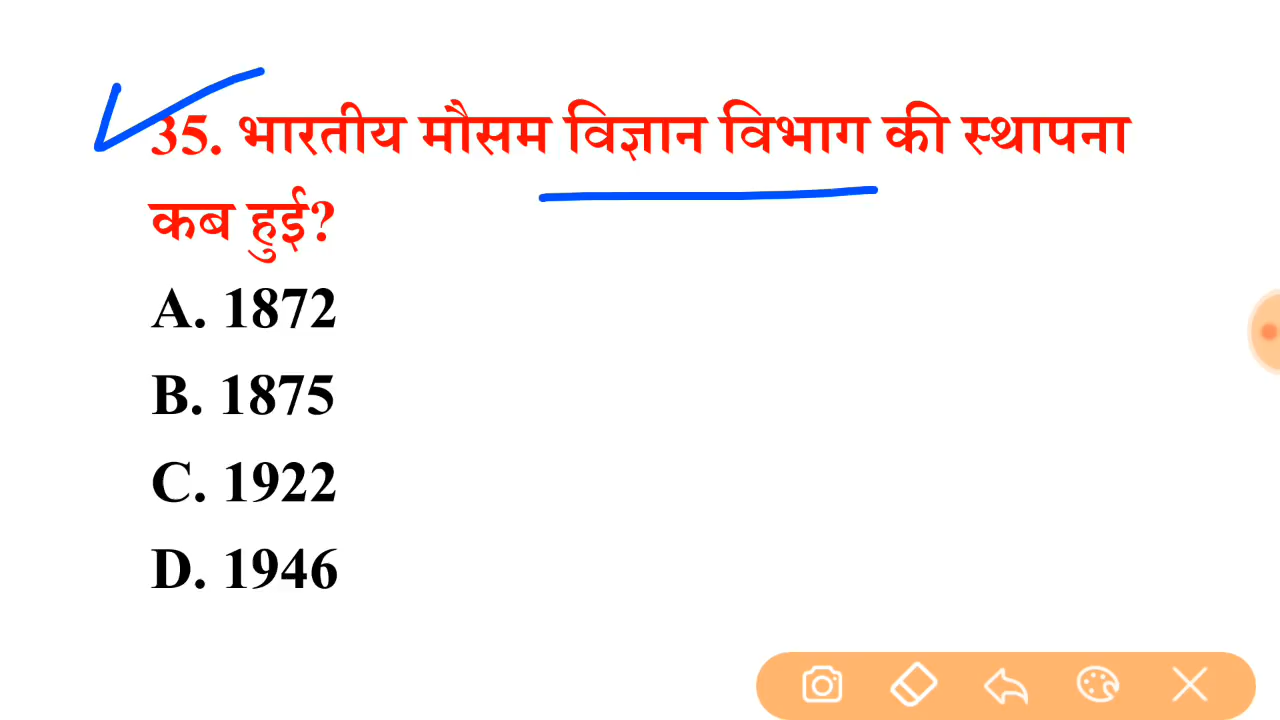 35. भारतीय मौसम विज्ञान विभाग की स्थापना
कब हुई?
A. 1872
B. 1875
C. 1922
D. 1946